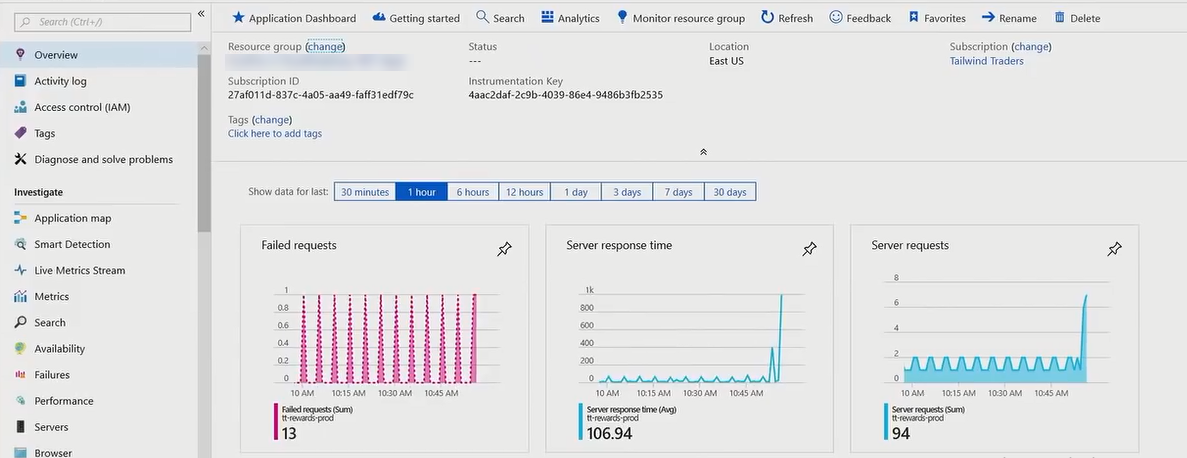 Search (Ctrl+/)
«
Application Dashboard
Getting started
Search
Analytics
Monitor resource group
Refresh
Feedback
Favorites
Rename
Delete
Overview
Activity log
Access control (IAM)
Tags
Diagnose and solve problems
Investigate
Application map
Smart Detection
Live Metrics Stream
Metrics
Search
Availability
Failures
Performance
Servers
Browser
Resource group (change)
Status
---
Location
East US
Subscription (change)
Tailwind Traders
Subscription ID
27af011d-837c-4a05-aa49-faff31edf79c
Instrumentation Key
4aac2daf-2c9b-4039-86e4-9486b3fb2535
Tags (change)
Click here to add tags
Show data for last:
30 minutes
1 hour
6 hours
12 hours
1 day
3 days
7 days
30 days
Failed requests
1
0.8
0.6
0.4
0.2
0
10 AM 10:15 AM 10:30 AM 10:45 AM
Failed requests (Sum)
tt-rewards-prod
13
Server response time
1k
800
600
400
200
0
10 AM 10:15 AM 10:30 AM 10:45 AM
Server response time (Avg)
tt-rewards-prod
106.94
Server requests
8
6
4
2
0
10 AM 10:15 AM 10:30 AM 10:45 AM
Server requests (Sum)
tt-rewards-prod
94